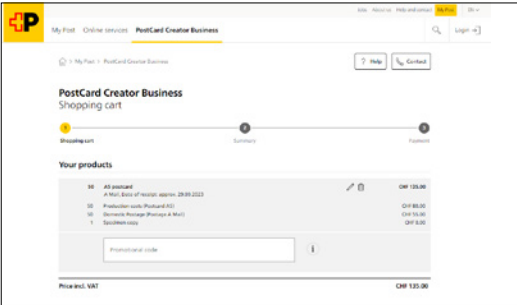 Jobs About us Help and contact My Post EN
My Post Online services PostCard Creator Business Login
My Post PostCard Creator Business ? Help Contact
PostCard Creator Business
Shopping cart
1 2 3
Shopping cart Summary Payment
Your products
50 A5 postcard CHF 135.00
A Mail, Date of receipt: approx. 29.06.2023
50 Production costs (Postcard A5) CHF 80.00
50 Domestic Postage (Postage A Mail) CHF 55.00
1 Specimen copy CHF 0.00
Promotional code i
Price incl. VAT CHF 135.00